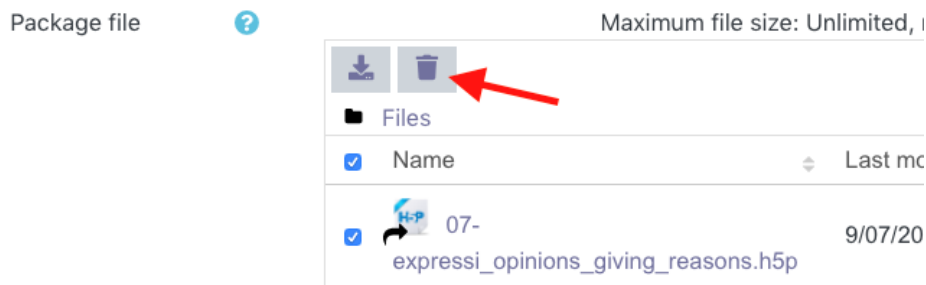 Package file
Maximum file size: Unlimited,
Files
Name
Last mo
H-P 07-
expressi_opinions_giving_reasons.h5p
9/07/20